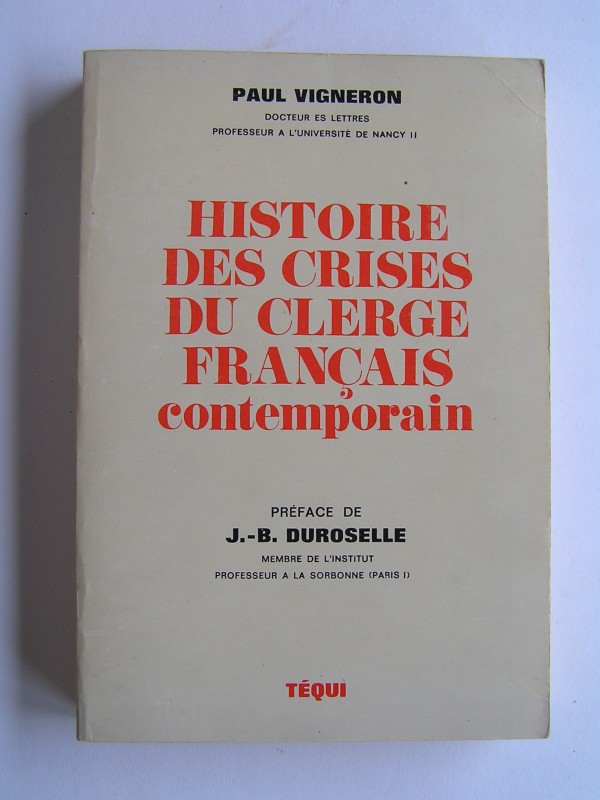 PAUL VIGNERON
DOCTEUR ES LETTRES
PROFESSEUR A L'UNIVERSITÉ DE NANCY II
HISTOIRE
DES CRISES
DU CLERGE
FRANÇAIS
contemporain
PRÉFACE DE
J.-B. DUROSELLE
MEMBRE DE L'INSTITUT
PROFESSEUR A LA SORBONNE (PARIS I)
TÉQUI